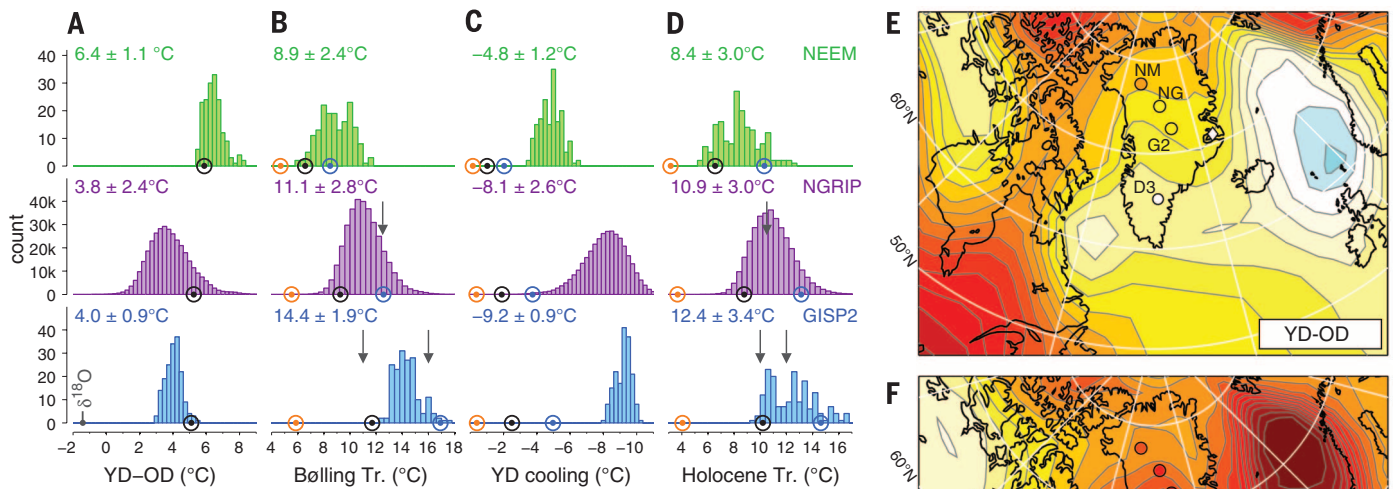 A
B
C
D
E
6.4 ± 1.1 °C
8.9 ± 2.4°C
−4.8 ± 1.2°C
8.4 ± 3.0°C
NEEM
40
30
20
10
0
3.8 ± 2.4°C
11.1 ± 2.8°C
−8.1 ± 2.6°C
10.9 ± 3.0°C
NGRIP
count
40k
30k
20k
10k
0
4.0 ± 0.9°C
14.4 ± 1.9°C
−9.2 ± 0.9°C
12.4 ± 3.4°C
GISP2
40
30
20
10
0
δ¹⁸O
−2 0 2 4 6 8
4 6 8 10 12 14 16 18
−2 −4 −6 −8 −10
4 6 8 10 12 14 16
YD–OD (°C)
Bølling Tr. (°C)
YD cooling (°C)
Holocene Tr. (°C)
60°N
50°N
NM
NG
G2
D3
YD-OD
F
60°N